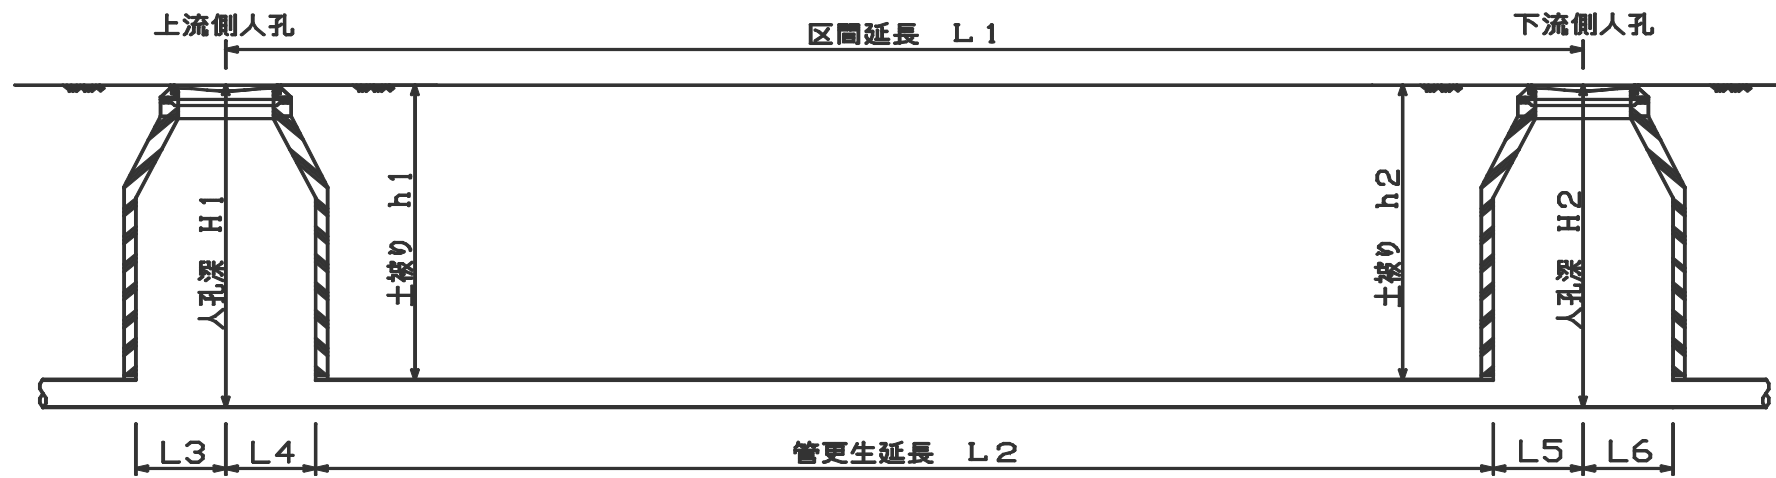 上流側人孔
区間延長 L1
下流側人孔
人孔深 H1
土被り h1
土被り h2
人孔深 H2
L3
L4
管更生延長 L2
L5
L6